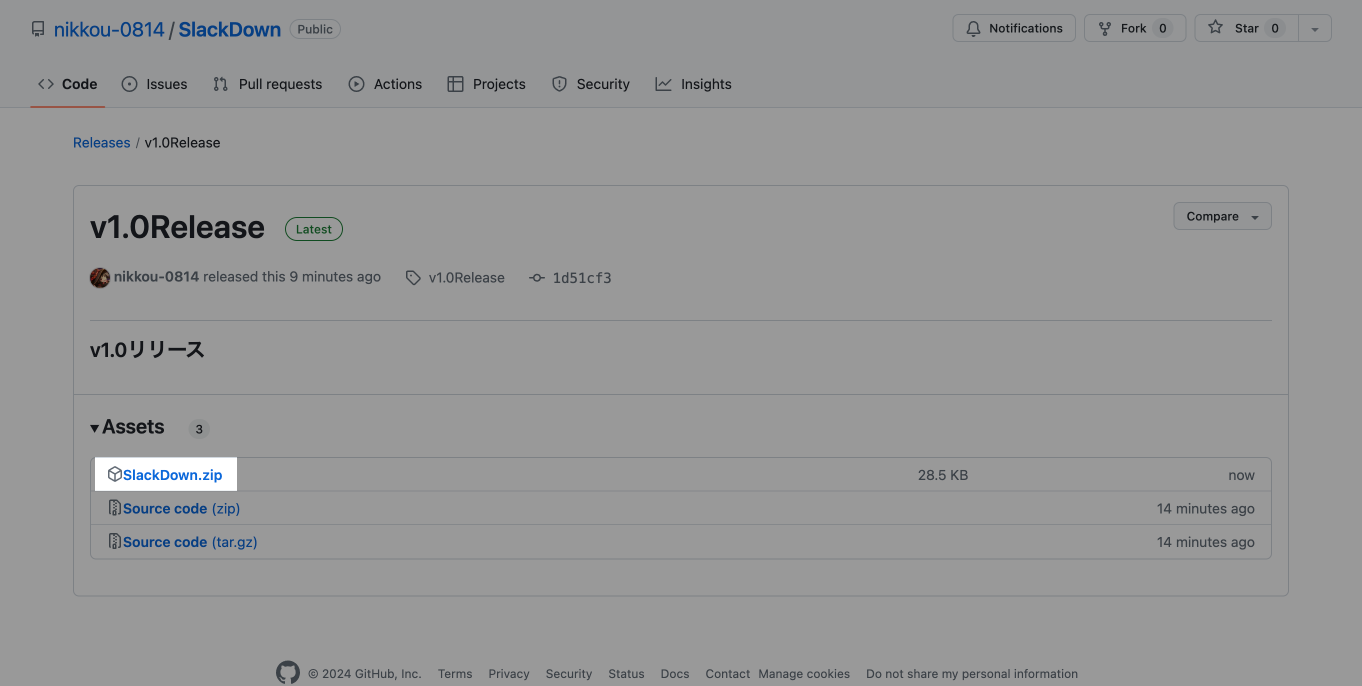 nikkou-0814 / SlackDown Public
Notifications Fork 0 Star 0
Code Issues Pull requests Actions Projects Security Insights
Releases / v1.0Release
v1.0Release Latest
Compare
nikkou-0814 released this 9 minutes ago v1.0Release 1d51cf3
v1.0リリース
Assets 3
SlackDown.zip 28.5 KB now
Source code (zip) 14 minutes ago
Source code (tar.gz) 14 minutes ago
© 2024 GitHub, Inc. Terms Privacy Security Status Docs Contact Manage cookies Do not share my personal information